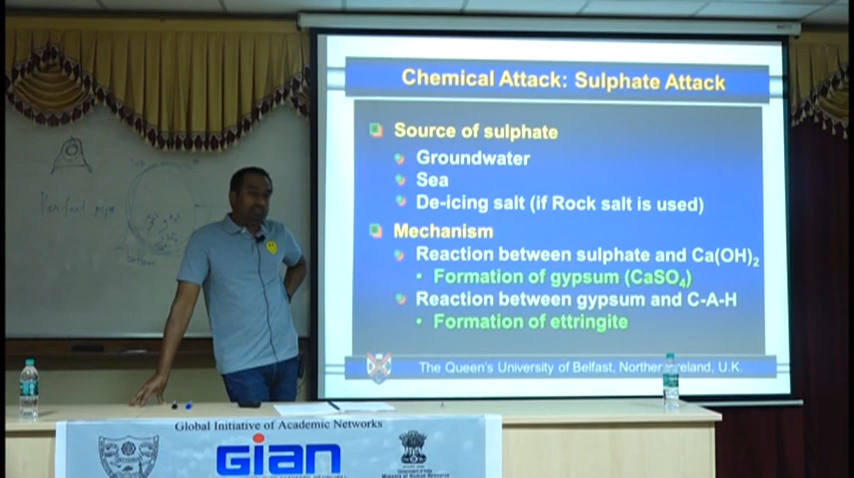 Chemical Attack: Sulphate Attack
Source of sulphate
Groundwater
Sea
De-icing salt (if Rock salt is used)
Mechanism
Reaction between sulphate and Ca(OH)₂
• Formation of gypsum (CaSO₄)
Reaction between gypsum and C-A-H
• Formation of ettringite
The Queen's University of Belfast, Norther reland, U.K.
Global Initiative of Academic Networks
GIAN